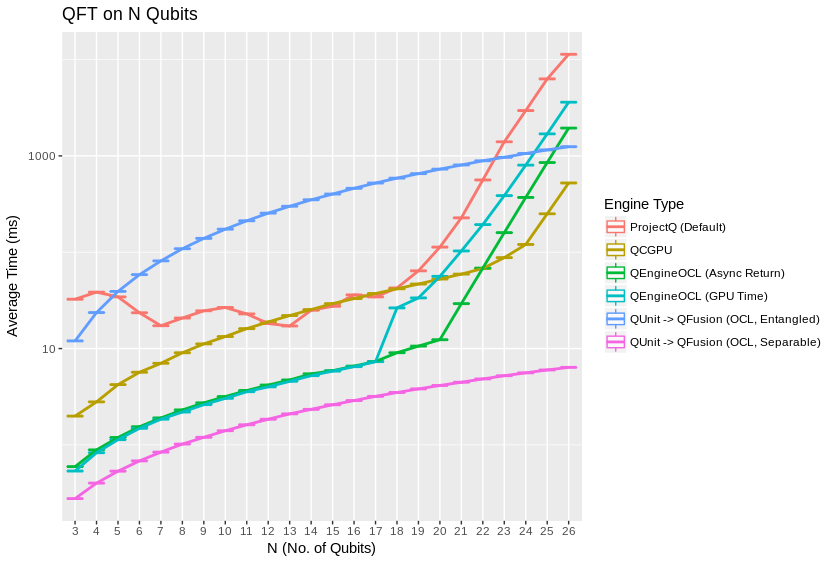 QFT on N Qubits
Average Time (ms)
1000
10
3 4 5 6 7 8 9 10 11 12 13 14 15 16 17 18 19 20 21 22 23 24 25 26
N (No. of Qubits)
Engine Type
ProjectQ (Default)
QCGPU
QEngineOCL (Async Return)
QEngineOCL (GPU Time)
QUnit -> QFusion (OCL, Entangled)
QUnit -> QFusion (OCL, Separable)